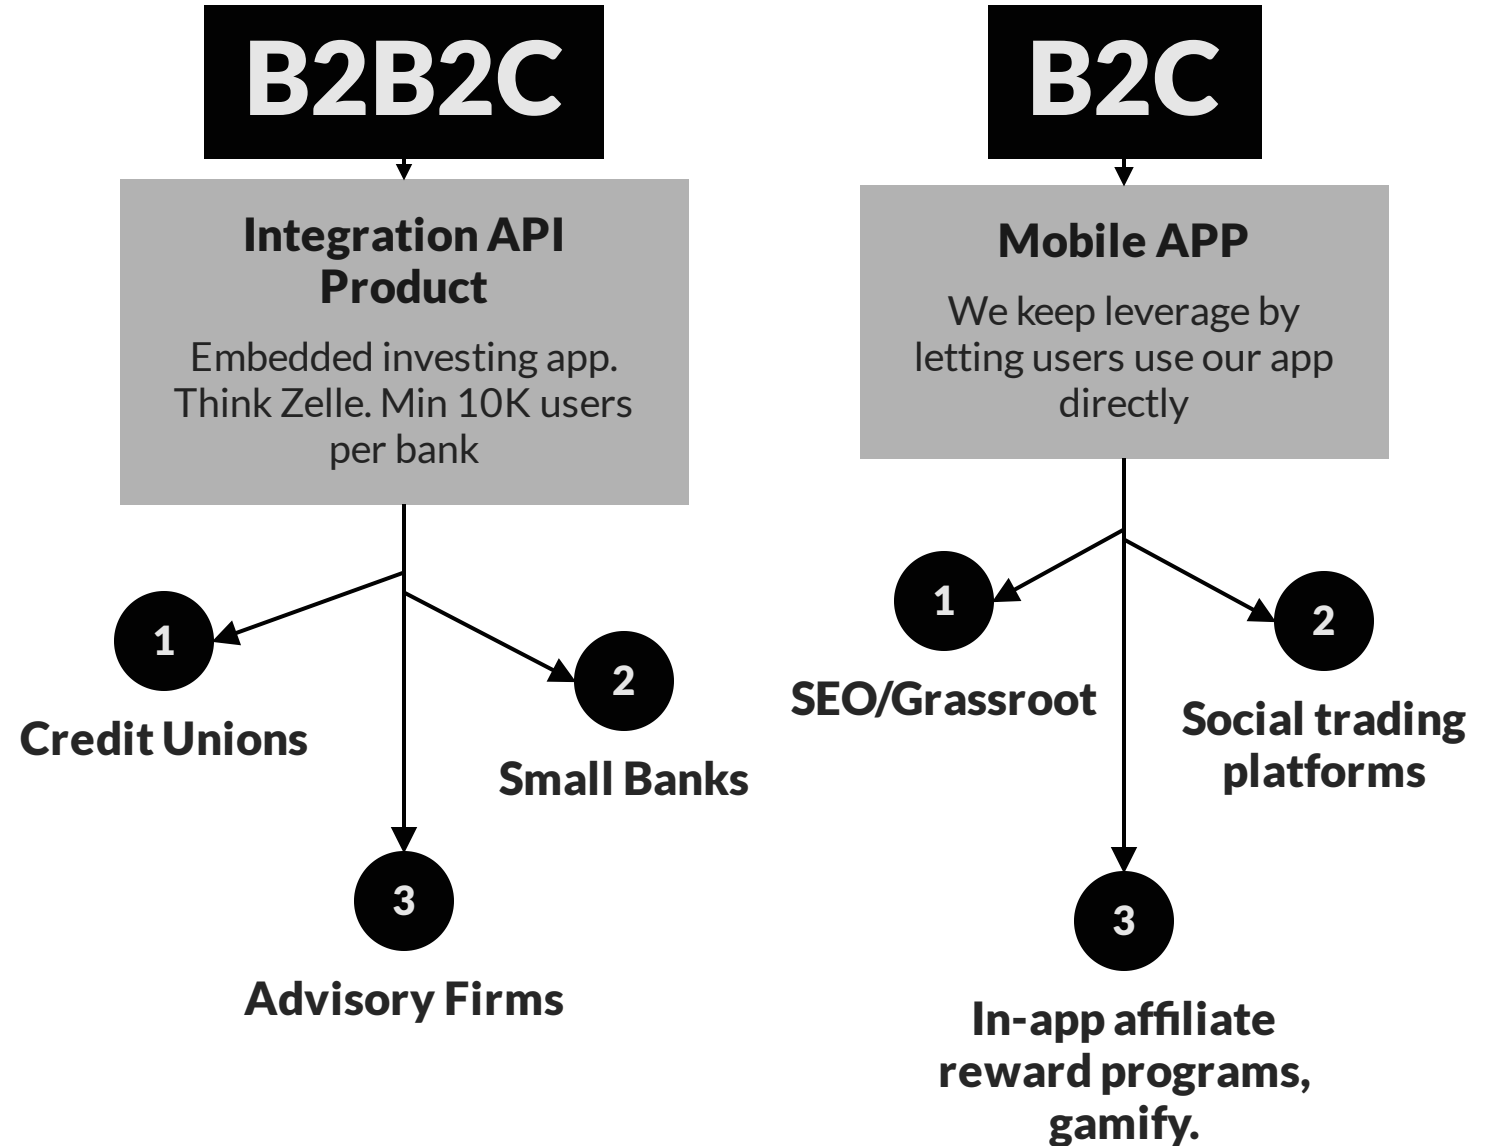 B2B2C
Integration API
Product
Embedded investing app.
Think Zelle. Min 10K users
per bank
1
Credit Unions
2
Small Banks
3
Advisory Firms
B2C
Mobile APP
We keep leverage by
letting users use our app
directly
1
SEO/Grassroot
2
Social trading
platforms
3
In-app affiliate
reward programs,
gamify.